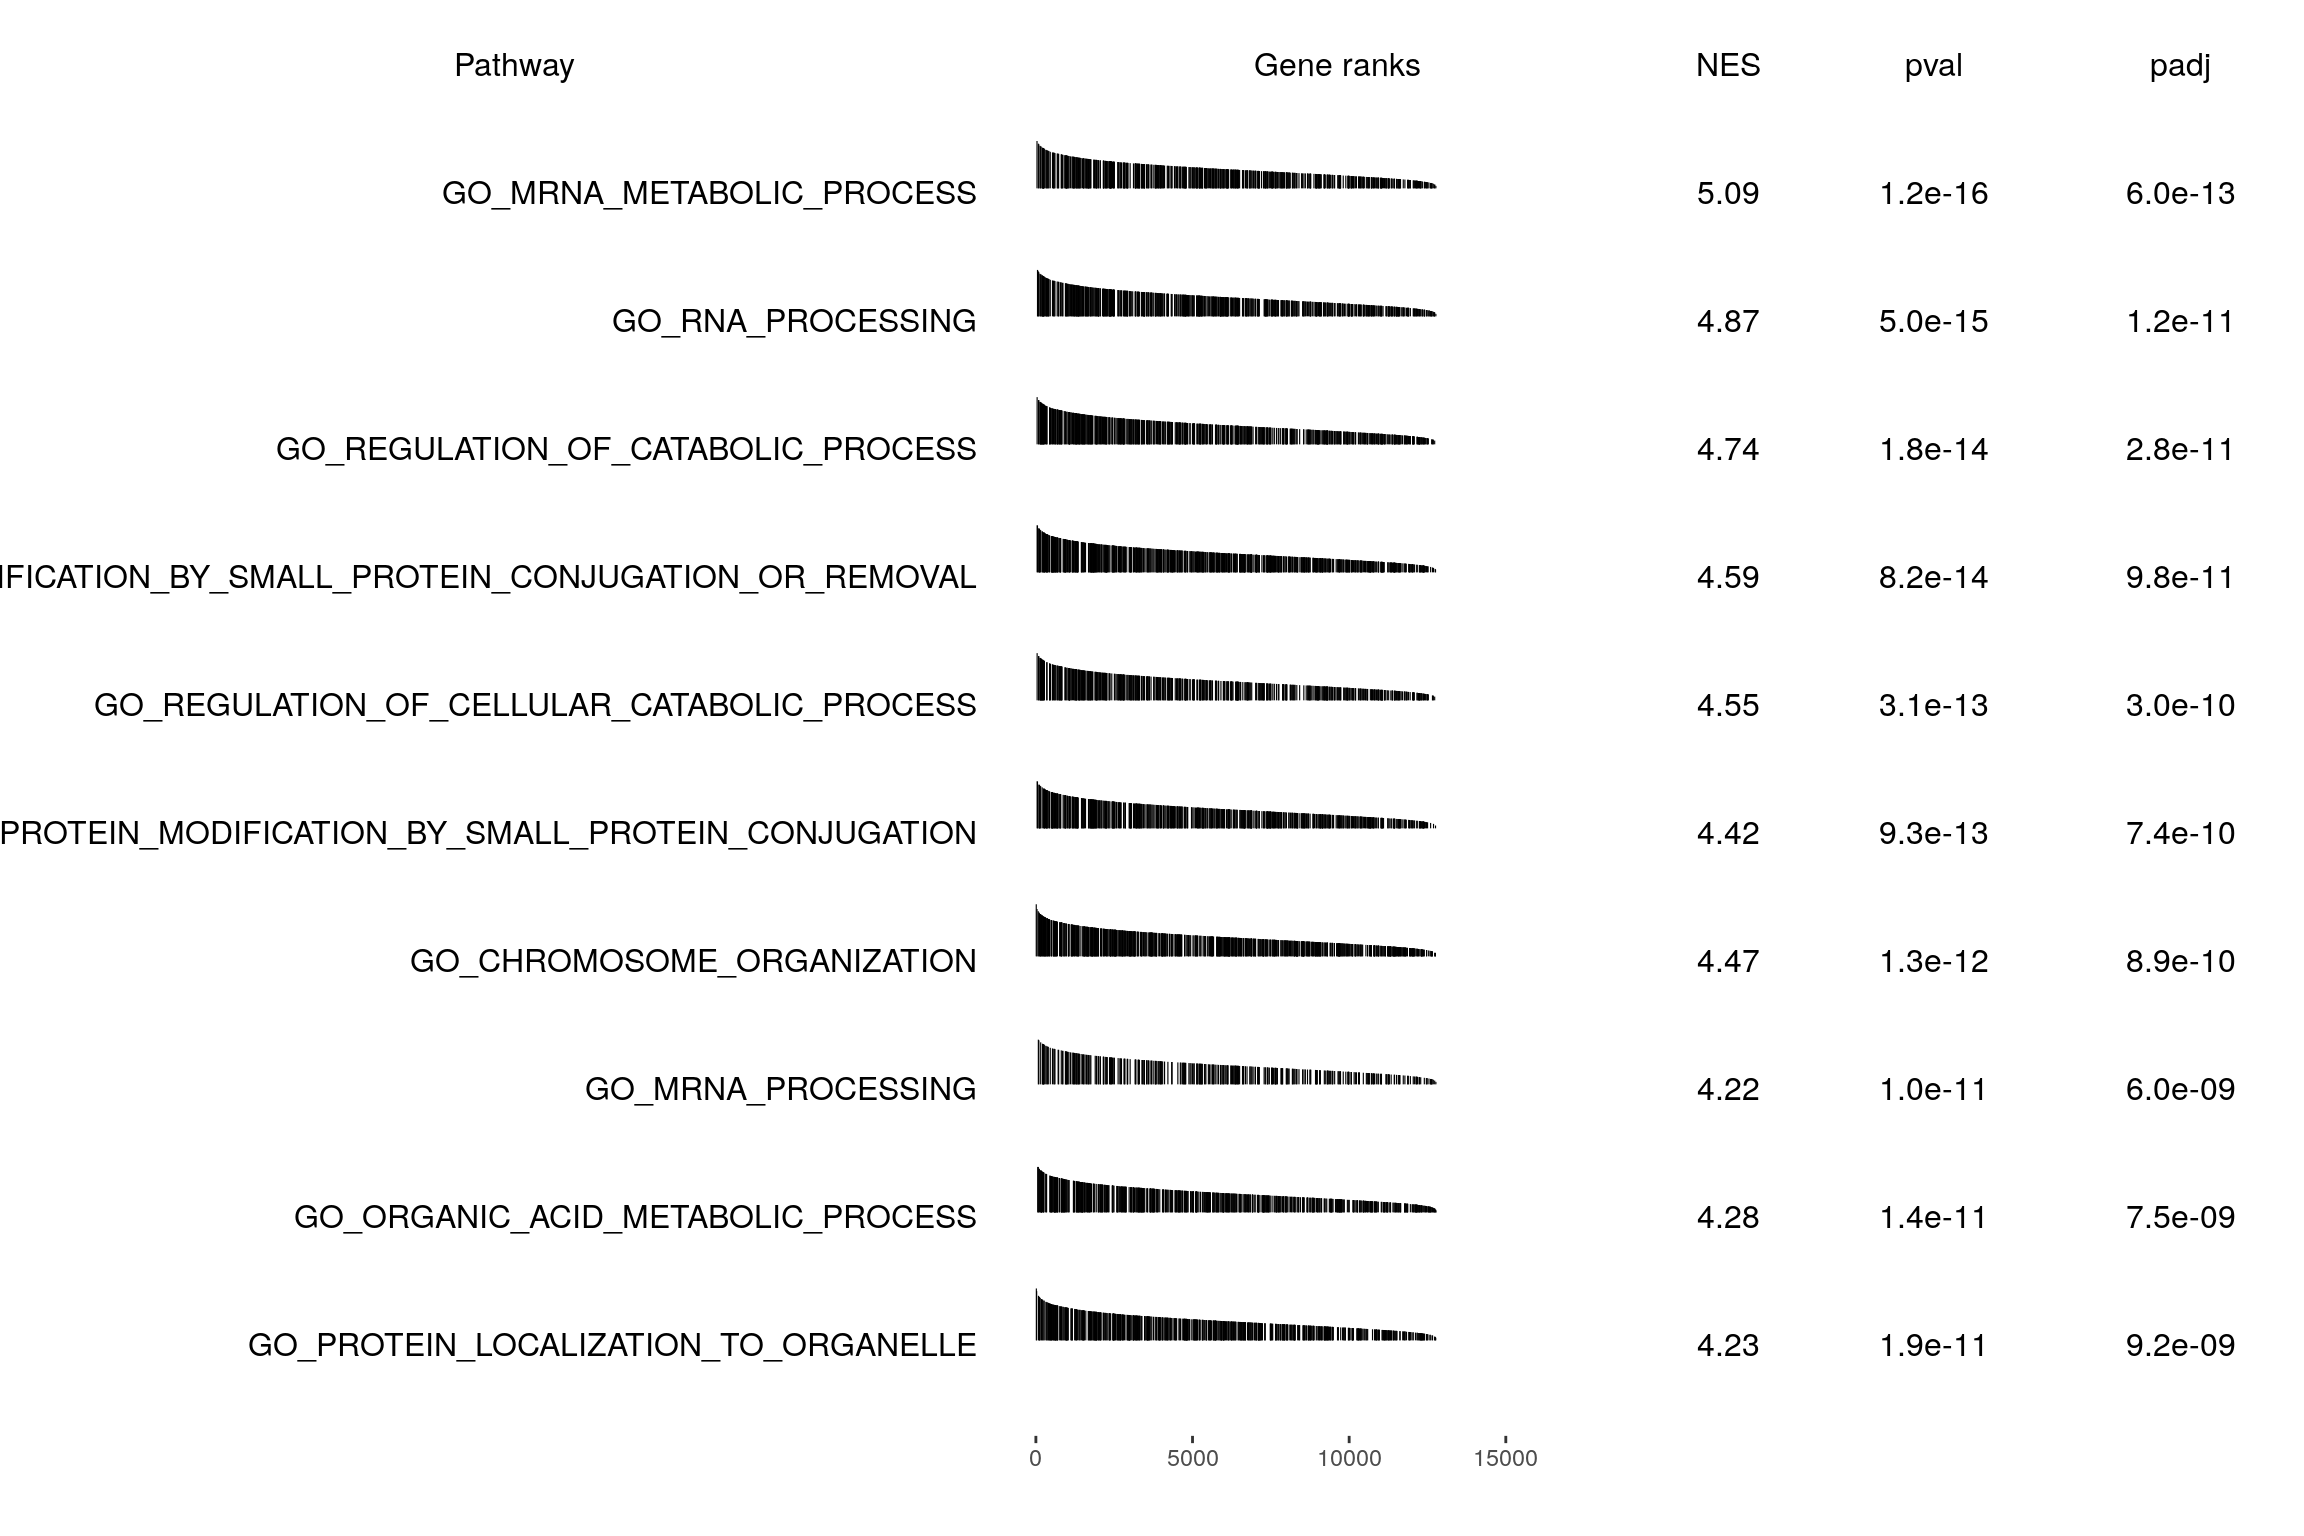 Pathway Gene ranks NES pval padj
GO_MRNA_METABOLIC_PROCESS 5.09 1.2e-16 6.0e-13
GO_RNA_PROCESSING 4.87 5.0e-15 1.2e-11
GO_REGULATION_OF_CATABOLIC_PROCESS 4.74 1.8e-14 2.8e-11
IFICATION_BY_SMALL_PROTEIN_CONJUGATION_OR_REMOVAL 4.59 8.2e-14 9.8e-11
GO_REGULATION_OF_CELLULAR_CATABOLIC_PROCESS 4.55 3.1e-13 3.0e-10
PROTEIN_MODIFICATION_BY_SMALL_PROTEIN_CONJUGATION 4.42 9.3e-13 7.4e-10
GO_CHROMOSOME_ORGANIZATION 4.47 1.3e-12 8.9e-10
GO_MRNA_PROCESSING 4.22 1.0e-11 6.0e-09
GO_ORGANIC_ACID_METABOLIC_PROCESS 4.28 1.4e-11 7.5e-09
GO_PROTEIN_LOCALIZATION_TO_ORGANELLE 4.23 1.9e-11 9.2e-09
0 5000 10000 15000